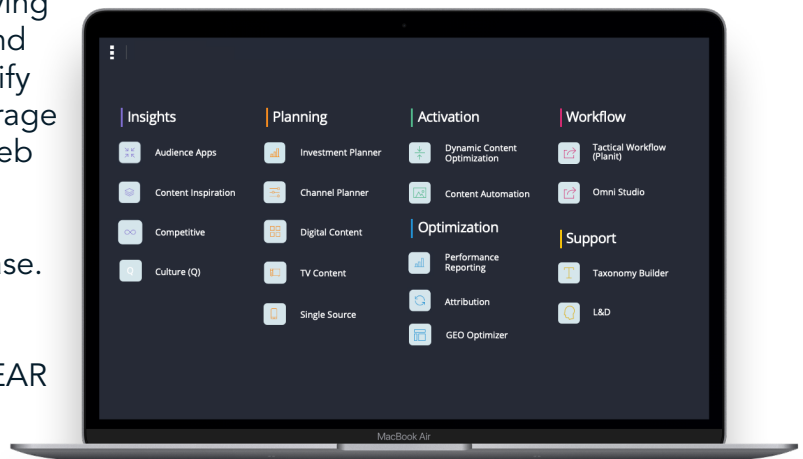 and
EAR
Insights
Audience Apps
Content Inspiration
Competitive
Culture (Q)
Q
Planning
Investment Planner
Channel Planner
Digital Content
TV Content
Single Source
Activation
Dynamic Content
Optimization
Content Automation
Optimization
Performance
Reporting
Attribution
GEO Optimizer
Workflow
Tactical Workflow
(Planit)
Omni Studio
Support
T
Taxonomy Builder
L&D
MacBook Air